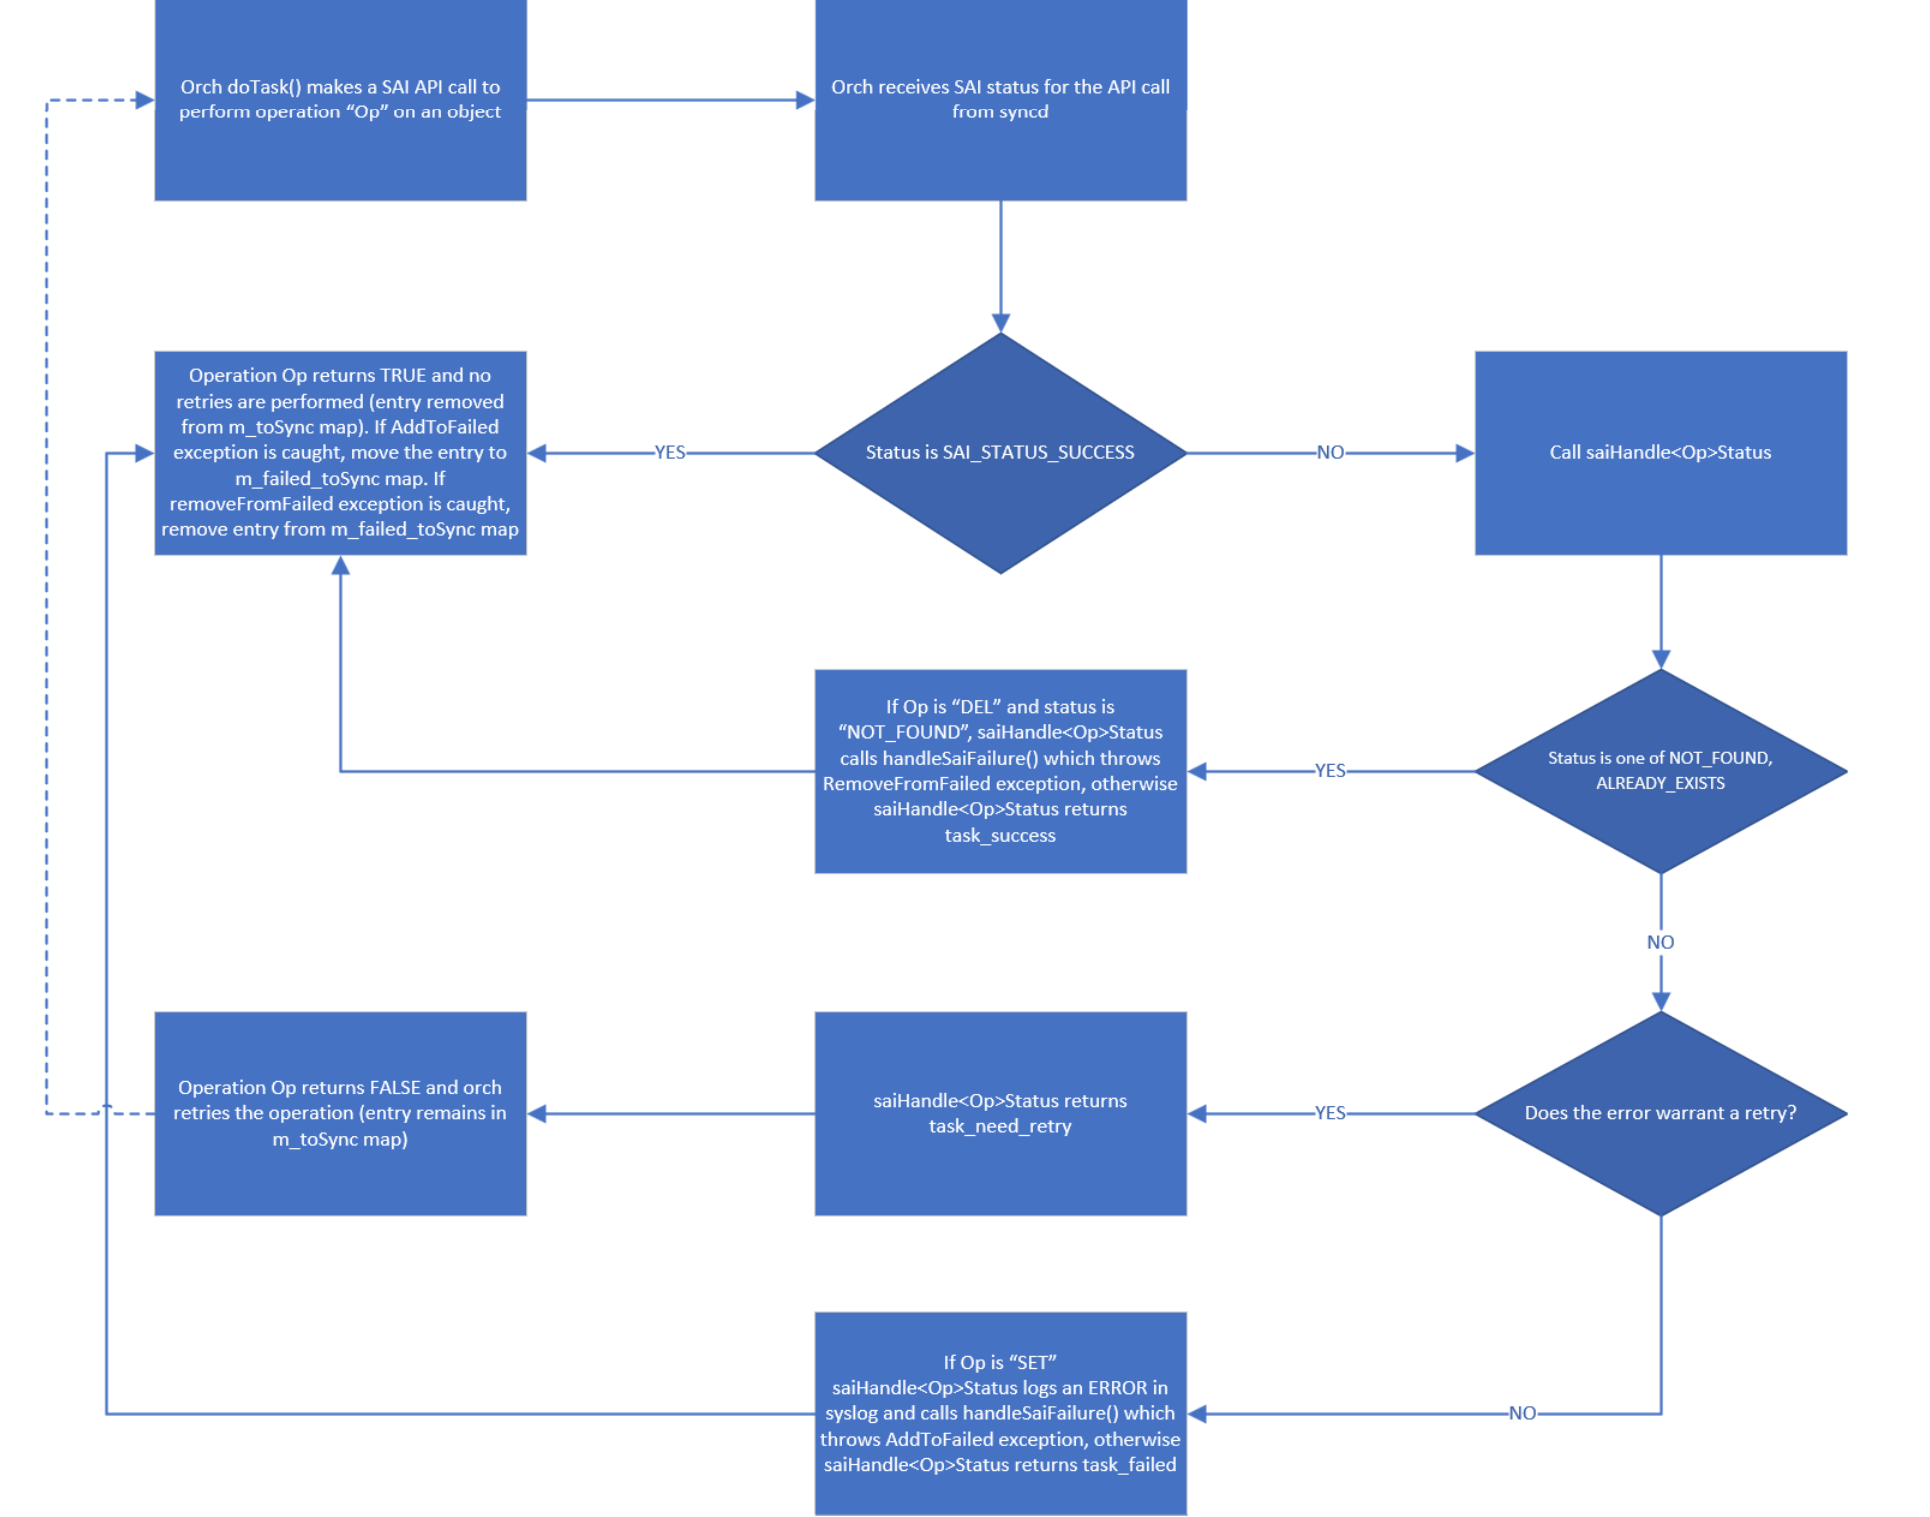 Orch doTask() makes a SAI API call to
perform operation “Op” on an object
Orch receives SAI status for the API call
from syncd
Operation Op returns TRUE and no
retries are performed (entry removed
from m_toSync map). If AddToFailed
exception is caught, move the entry to
m_failed_toSync map. If
removeFromFailed exception is caught,
remove entry from m_failed_toSync map
YES
Status is SAI_STATUS_SUCCESS
NO
Call saiHandle<Op>Status
If Op is “DEL” and status is
“NOT_FOUND”, saiHandle<Op>Status
calls handleSaiFailure() which throws
RemoveFromFailed exception, otherwise
saiHandle<Op>Status returns
task_success
YES
Status is one of NOT_FOUND,
ALREADY_EXISTS
NO
Operation Op returns FALSE and orch
retries the operation (entry remains in
m_toSync map)
saiHandle<Op>Status returns
task_need_retry
YES
Does the error warrant a retry?
If Op is “SET”
saiHandle<Op>Status logs an ERROR in
syslog and calls handleSaiFailure() which
throws AddToFailed exception, otherwise
saiHandle<Op>Status returns task_failed
NO